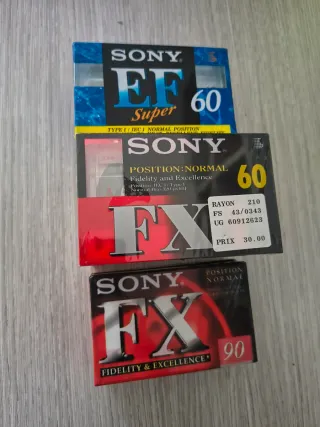 SONY
EF
Super
60
TYPE I (IEC I NORMAL POSITION
SONY
POSITION:NORMAL
Fidelity and Excellence
60
FX
RAYON 210
FS 43/0343
UG 60912623
PRIX 30.00
SONY
POSITION
NORMAL
FX
90
FIDELITY & EXCELLENCE